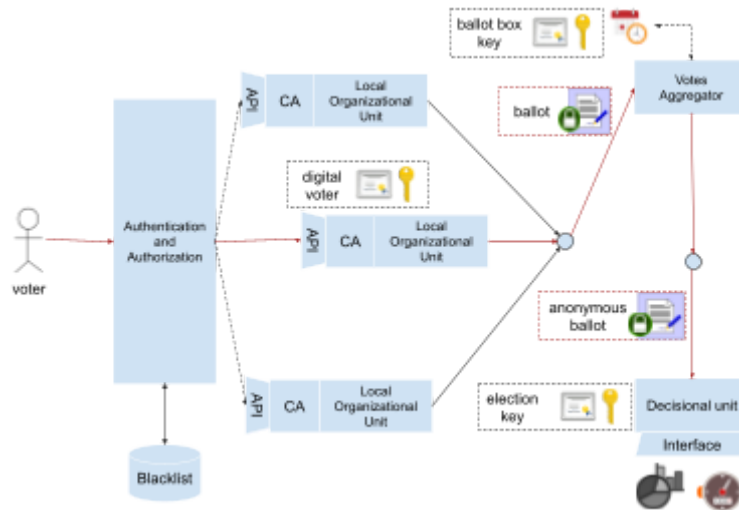 ballot box
key
Votes
Aggregator
API
CA
Local
Organizational
Unit
ballot
digital
voter
Authentication
and
Authorization
API
CA
Local
Organizational
Unit
voter
anonymous
ballot
API
CA
Local
Organizational
Unit
election
key
Decisional unit
Interface
Blacklist